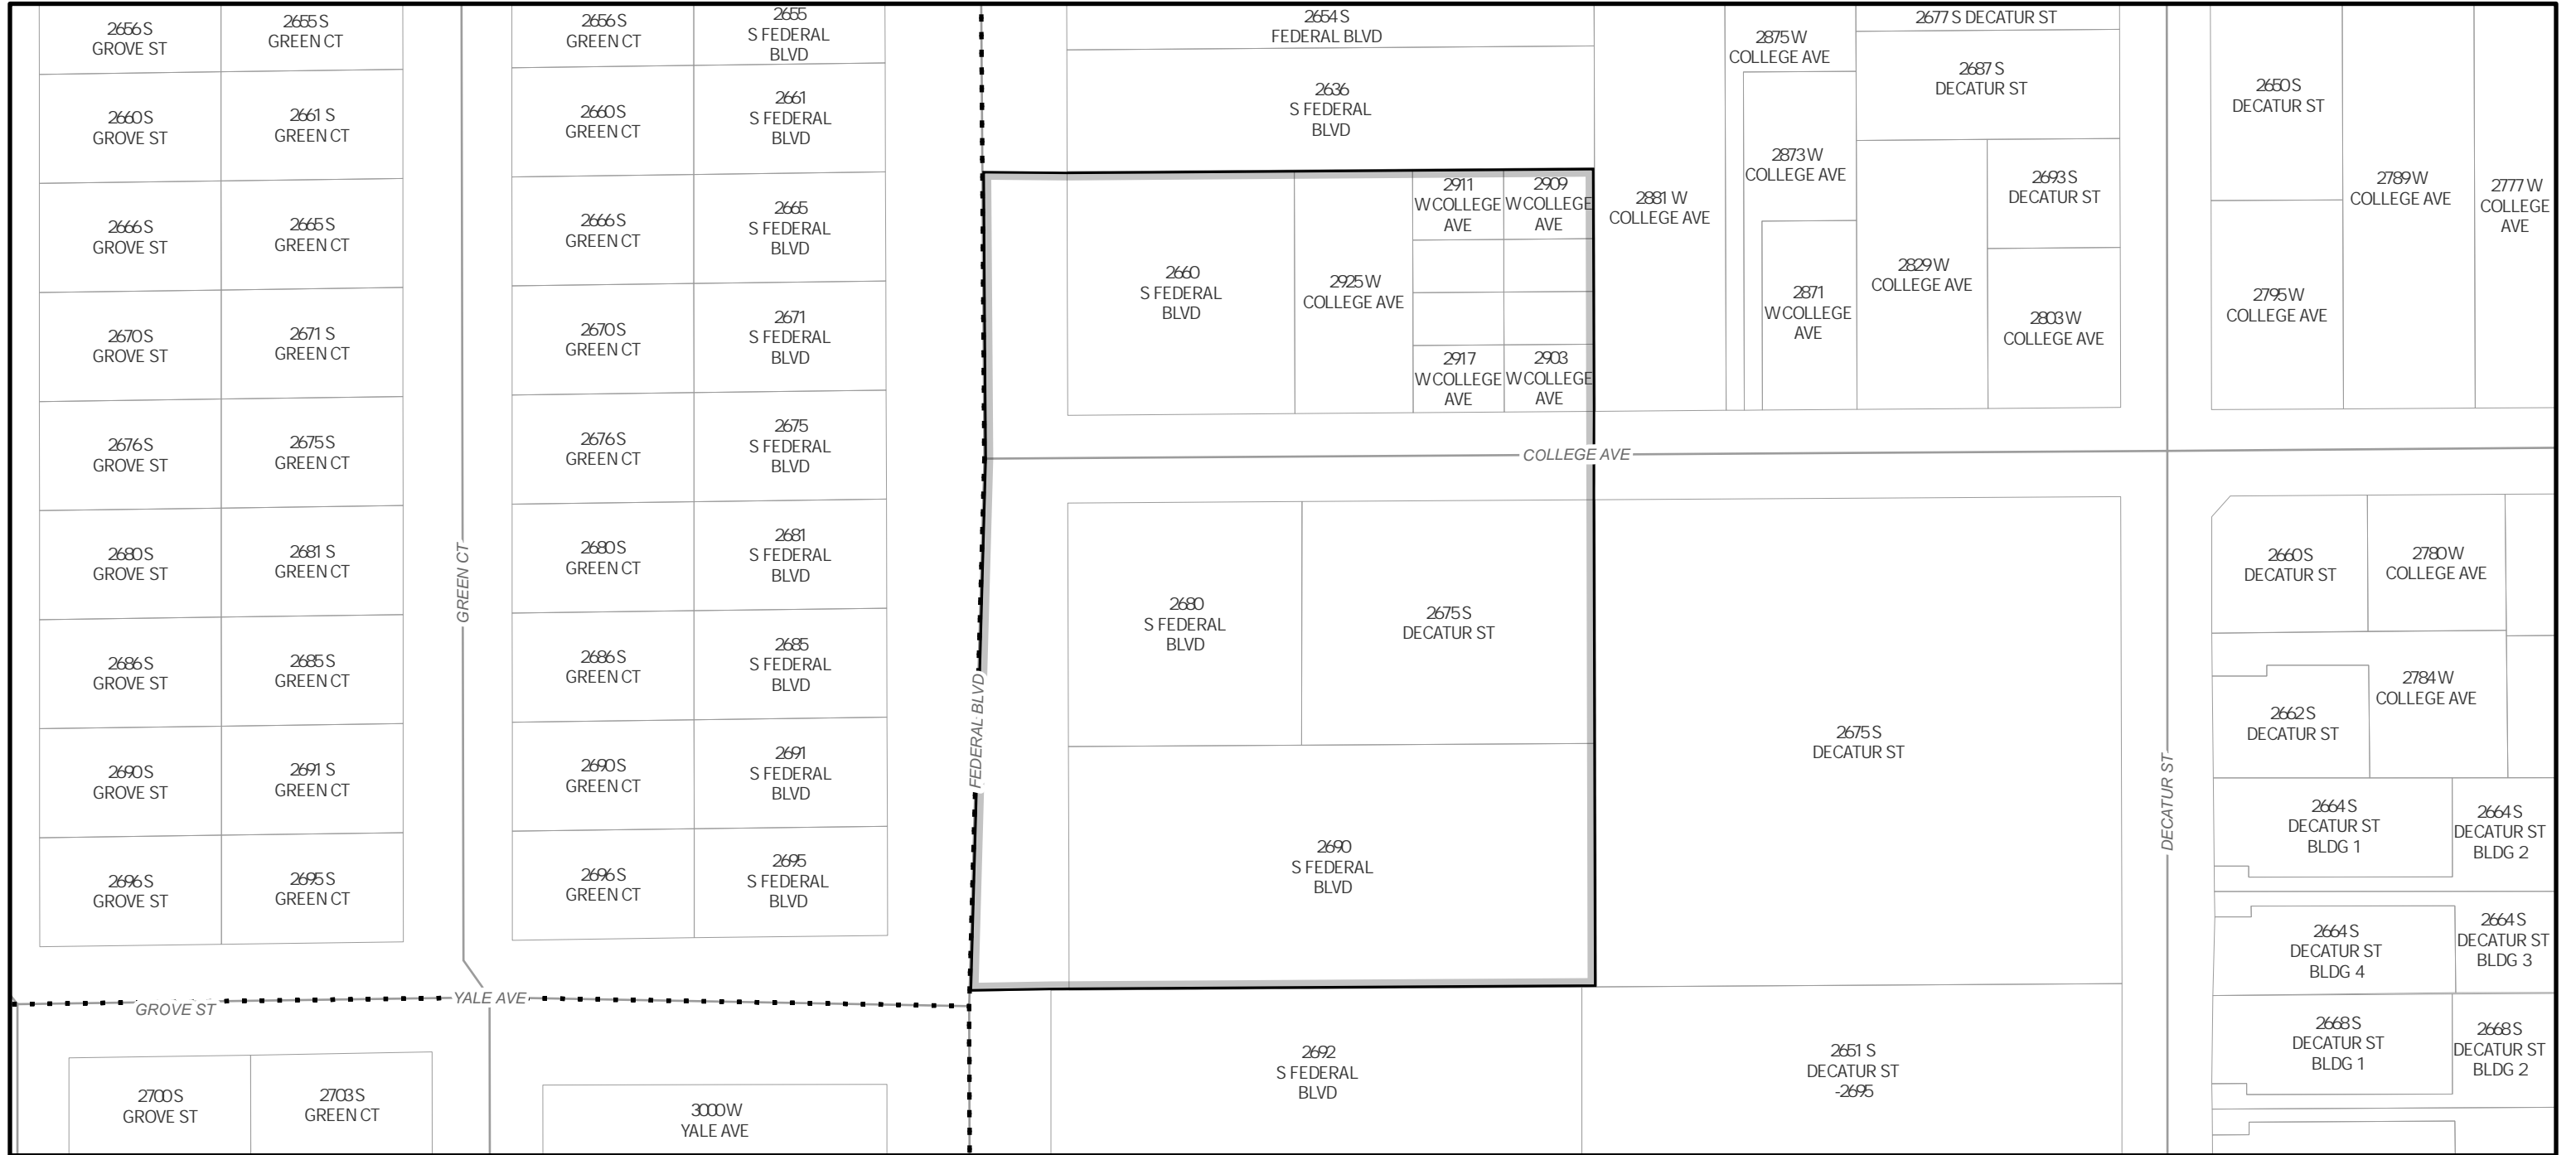 2656 S
GROVE ST
2655 S
GREEN CT
2656 S
GREEN CT
2655
S FEDERAL
BLVD
2654 S
FEDERAL BLVD
2875 W
COLLEGE AVE
2677 S DECATUR ST
2687 S
DECATUR ST
2650 S
DECATUR ST
2660 S
GROVE ST
2661 S
GREEN CT
2660 S
GREEN CT
2661
S FEDERAL
BLVD
2636
S FEDERAL
BLVD
2873 W
COLLEGE AVE
2693 S
DECATUR ST
2789 W
COLLEGE AVE
2777 W
COLLEGE
AVE
2666 S
GROVE ST
2665 S
GREEN CT
2666 S
GREEN CT
2665
S FEDERAL
BLVD
2911
W COLLEGE
AVE
2909
W COLLEGE
AVE
2881 W
COLLEGE AVE
2660
S FEDERAL
BLVD
2925 W
COLLEGE AVE
2829 W
COLLEGE AVE
2871
W COLLEGE
AVE
2803 W
COLLEGE AVE
2795 W
COLLEGE AVE
2670 S
GROVE ST
2671 S
GREEN CT
2670 S
GREEN CT
2671
S FEDERAL
BLVD
2917
W COLLEGE
AVE
2903
W COLLEGE
AVE
2676 S
GROVE ST
2675 S
GREEN CT
2676 S
GREEN CT
2675
S FEDERAL
BLVD
COLLEGE AVE
2680 S
GROVE ST
2681 S
GREEN CT
GREEN CT
2680 S
GREEN CT
2681
S FEDERAL
BLVD
2660 S
DECATUR ST
2780 W
COLLEGE AVE
2680
S FEDERAL
BLVD
2675 S
DECATUR ST
2686 S
GROVE ST
2685 S
GREEN CT
2686 S
GREEN CT
2685
S FEDERAL
BLVD
2784 W
COLLEGE AVE
2662 S
DECATUR ST
FEDERAL BLVD
2675 S
DECATUR ST
DECATUR ST
2690 S
GROVE ST
2691 S
GREEN CT
2690 S
GREEN CT
2691
S FEDERAL
BLVD
2664 S
DECATUR ST
BLDG 1
2664 S
DECATUR ST
BLDG 2
2690
S FEDERAL
BLVD
2696 S
GROVE ST
2695 S
GREEN CT
2696 S
GREEN CT
2695
S FEDERAL
BLVD
2664 S
DECATUR ST
BLDG 4
2664 S
DECATUR ST
BLDG 3
GROVE ST
YALE AVE
2668 S
DECATUR ST
BLDG 1
2668 S
DECATUR ST
BLDG 2
2692
S FEDERAL
BLVD
2651 S
DECATUR ST
-2695
2700 S
GROVE ST
2703 S
GREEN CT
3000 W
YALE AVE